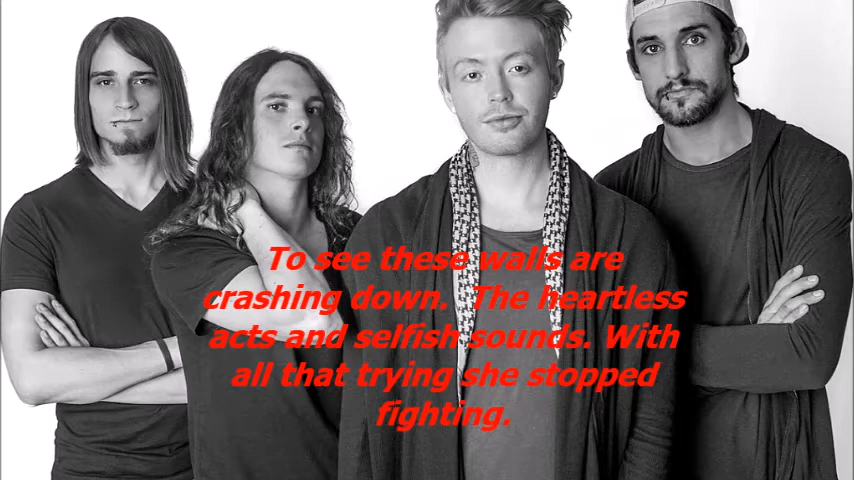 To see these walls are
crashing down.  The heartless
acts and selfish sounds. With
all that trying she stopped
fighting.